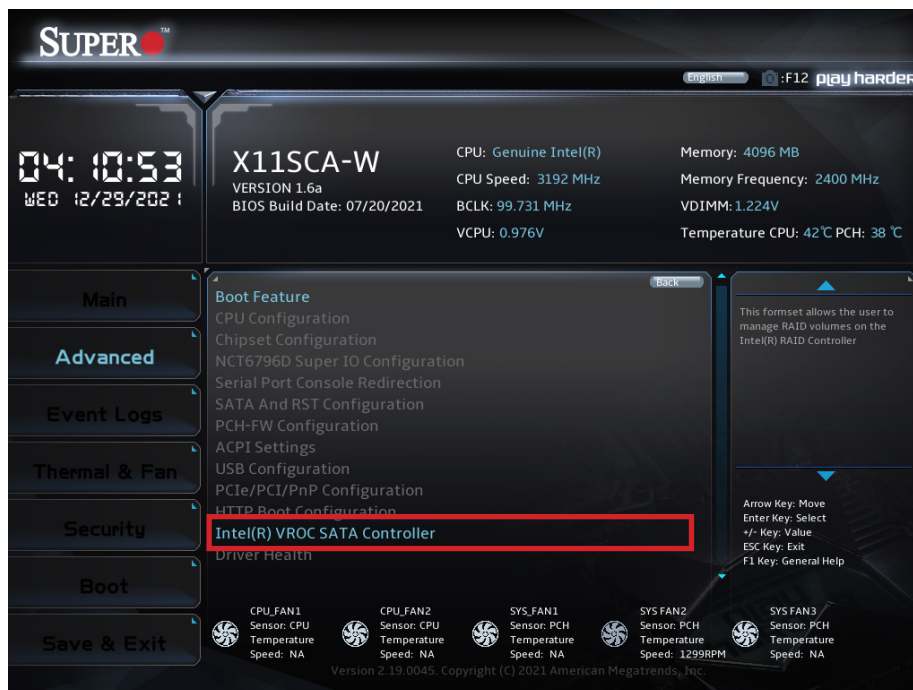 SUPER™
English :F12 play harder
04:10:53
WED 12/29/2021
X11SCA-W
VERSION 1.6a
BIOS Build Date: 07/20/2021
CPU: Genuine Intel(R)
CPU Speed: 3192 MHz
BCLK: 99.731 MHz
VCPU: 0.976V
Memory: 4096 MB
Memory Frequency: 2400 MHz
VDIMM: 1.224V
Temperature CPU: 42℃ PCH: 38 ℃
Main
Advanced
Event Logs
Thermal & Fan
Security
Boot
Save & Exit
Back
Boot Feature
CPU Configuration
Chipset Configuration
NCT6796D Super IO Configuration
Serial Port Console Redirection
SATA And RST Configuration
PCH-FW Configuration
ACPI Settings
USB Configuration
PCIe/PCI/PnP Configuration
HTTP Boot Configuration
Intel(R) VROC SATA Controller
Driver Health
This formset allows the user to
manage RAID volumes on the
Intel(R) RAID Controller
Arrow Key: Move
Enter Key: Select
+/- Key: Value
ESC Key: Exit
F1 Key: General Help
CPU_FAN1
Sensor: CPU
Temperature
Speed: NA
CPU_FAN2
Sensor: CPU
Temperature
Speed: NA
SYS_FAN1
Sensor: PCH
Temperature
Speed: NA
SYS FAN2
Sensor: PCH
Temperature
Speed: 1299RPM
SYS FAN3
Sensor: PCH
Temperature
Speed: NA
Version 2.19.0045. Copyright (C) 2021 American Megatrends, Inc.